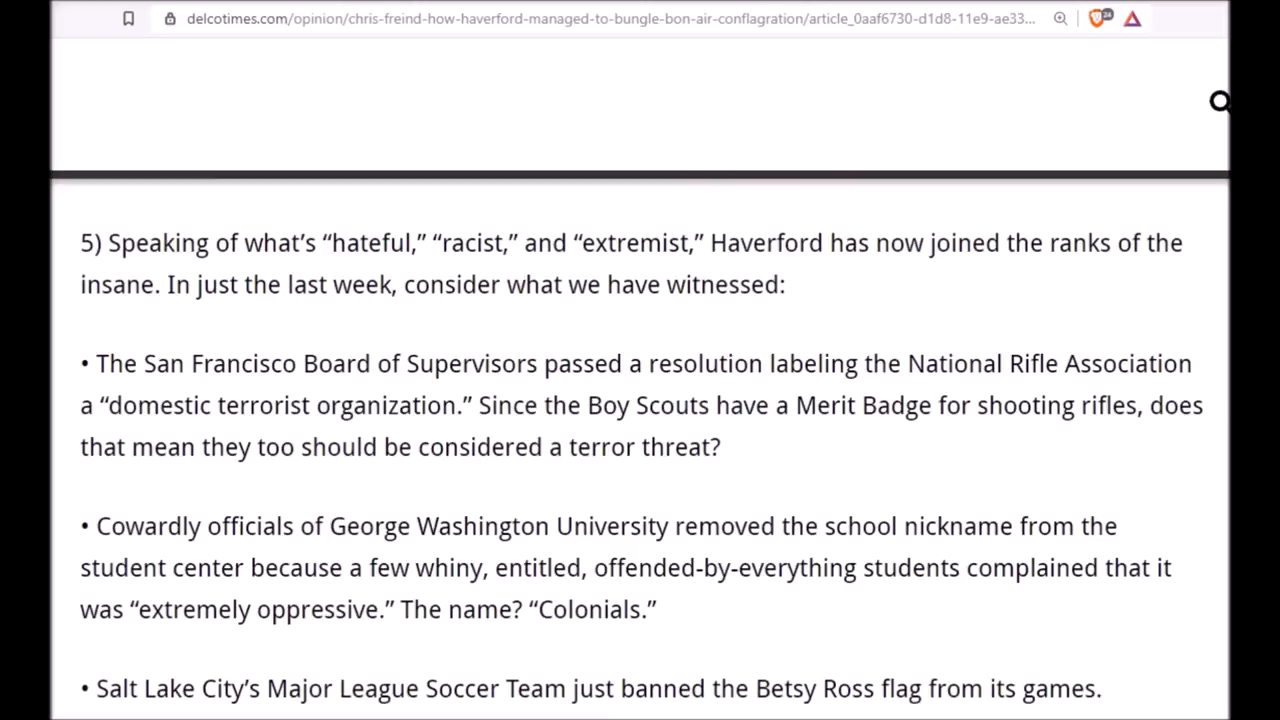 delcotimes.com/opinion/chris-freind-how-haverford-managed-to-bungle-bon-air-conflagration/article_0aaf6730-d1d8-11e9-ae33...
5) Speaking of what’s “hateful,” “racist,” and “extremist,” Haverford has now joined the ranks of the
insane. In just the last week, consider what we have witnessed:
• The San Francisco Board of Supervisors passed a resolution labeling the National Rifle Association
a “domestic terrorist organization.” Since the Boy Scouts have a Merit Badge for shooting rifles, does
that mean they too should be considered a terror threat?
• Cowardly officials of George Washington University removed the school nickname from the
student center because a few whiny, entitled, offended-by-everything students complained that it
was “extremely oppressive.” The name? “Colonials.”
• Salt Lake City’s Major League Soccer Team just banned the Betsy Ross flag from its games.